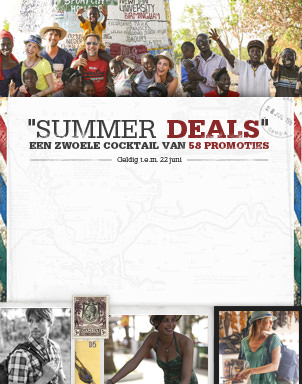 "SUMMER DEALS"
EEN ZWOELE COCKTAIL VAN 58 PROMOTIES
Geldig t.e.m. 22 juni